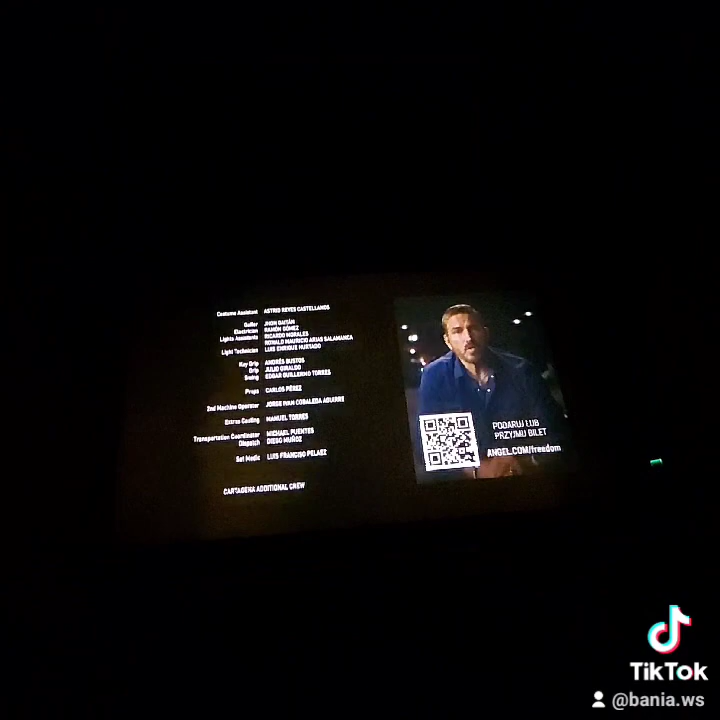 Costume Assistant ASTRID REYES CASTELLANOS
Gaffer JHON GAITÁN
Electrician RAMÓN GÓMEZ
Lights Assistants RICARDO MORALES
RONALD MAURICIO ARIAS SALAMANCA
Light Technician LUIS ENRIQUE HURTADO
Key Grip ANDRÉS BUSTOS
Grip JULIO GIRALDO
Swing EDGAR GUILLERMO TORRES
Props CARLOS PÉREZ
2nd Machine Operator JORGE IVAN COBALEDA AGUIRRE
Extras Casting MANUEL TORRES
Transportation Coordinator MICHAEL PUENTES
Dispatch DIEGO MUÑOZ
Set Medic LUIS FRANCISO PELAEZ
CARTAGENA ADDITIONAL CREW
PODARUJ LUB
PRZYJMIJ BILET
ANGEL.COM/freedom
TikTok
@bania.ws